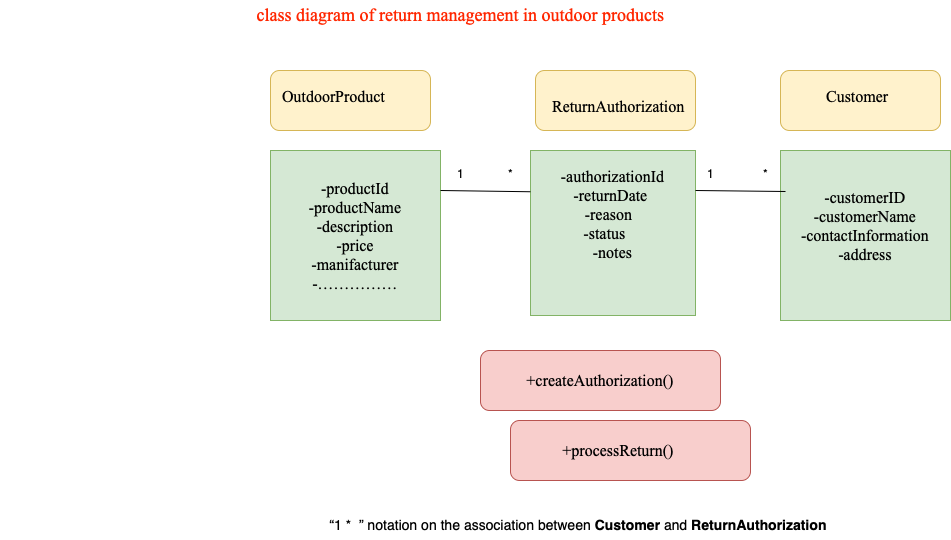 class diagram of return management in outdoor products
OutdoorProduct
ReturnAuthorization
Customer
1 *
1 *
-productId
-productName
-description
-price
-manifacturer
-...............
-authorizationId
-returnDate
-reason
-status
-notes
-customerID
-customerName
-contactInformation
-address
+createAuthorization()
+processReturn()
“1 * ” notation on the association between Customer and ReturnAuthorization